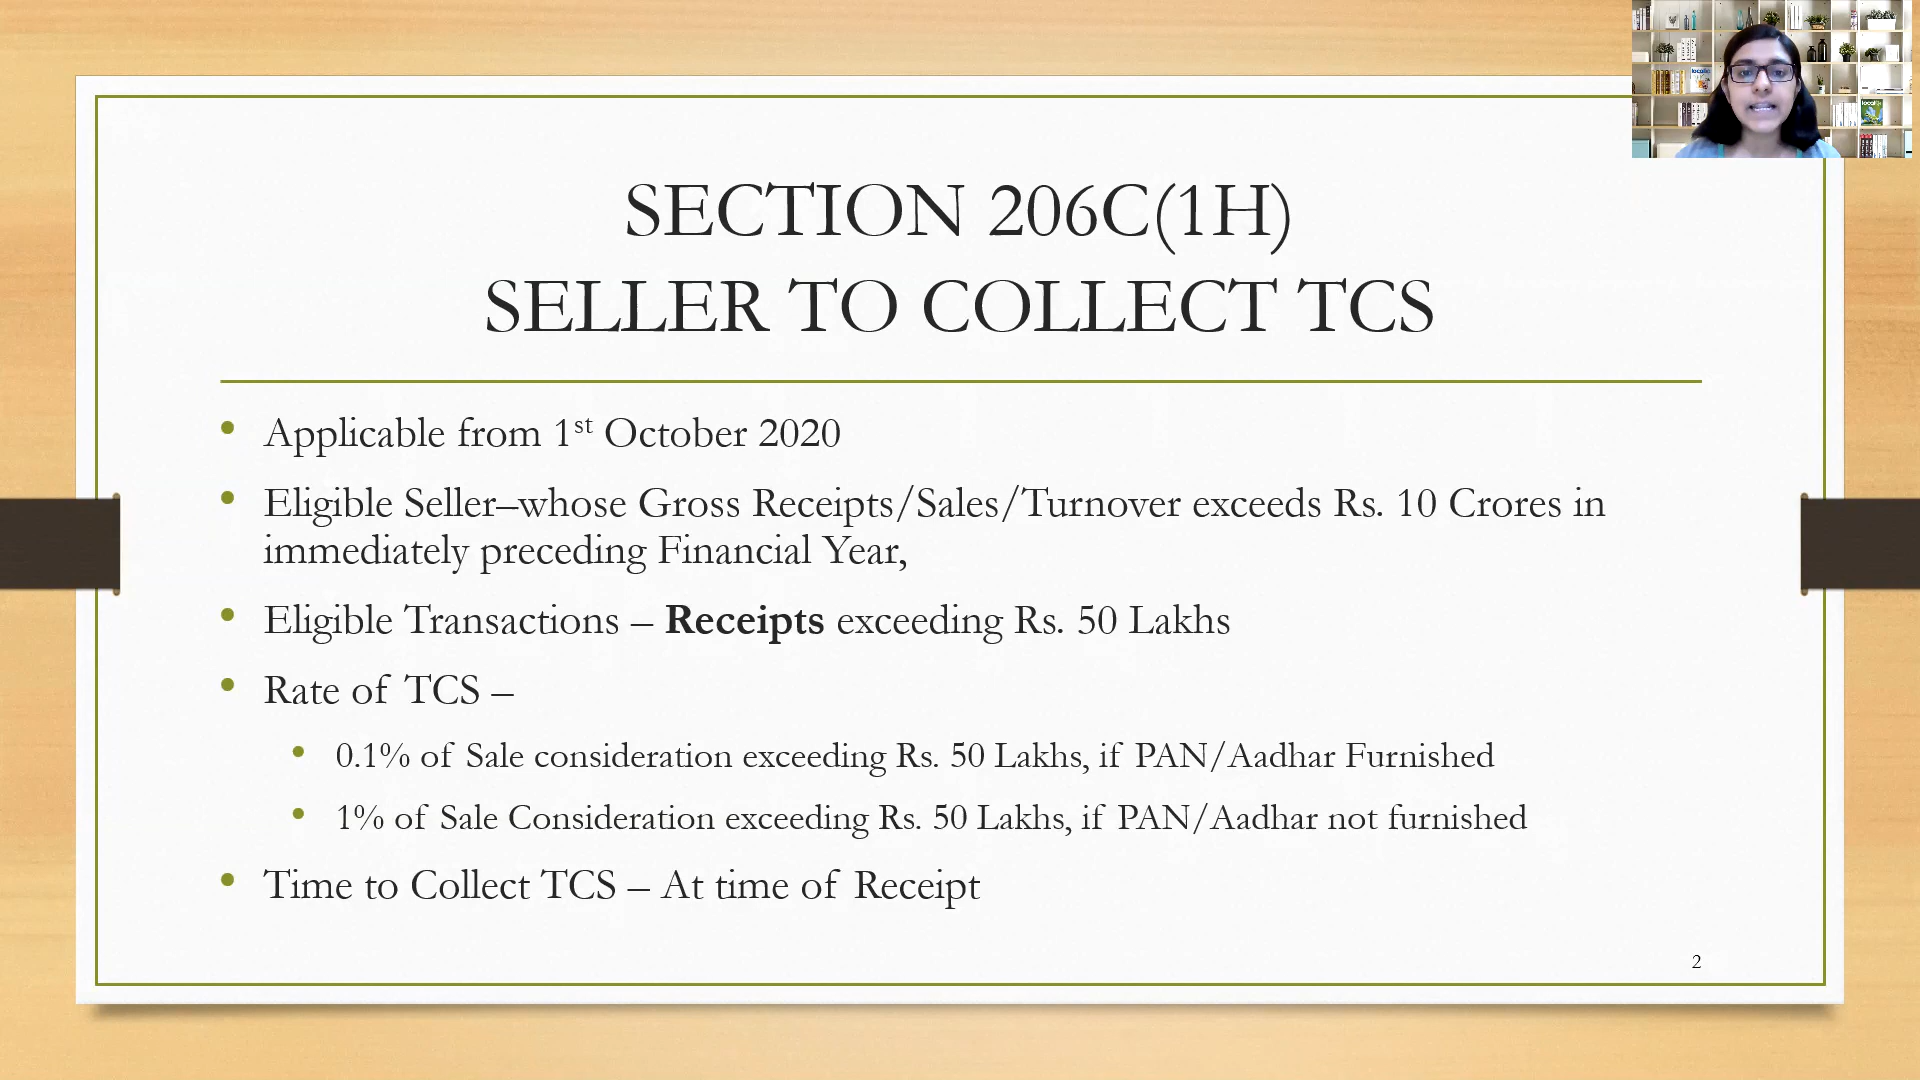 SECTION 206C(1H)
SELLER TO COLLECT TCS
• Applicable from 1st October 2020
• Eligible Seller–whose Gross Receipts/Sales/Turnover exceeds Rs. 10 Crores in
immediately preceding Financial Year,
• Eligible Transactions – Receipts exceeding Rs. 50 Lakhs
• Rate of TCS –
• 0.1% of Sale consideration exceeding Rs. 50 Lakhs, if PAN/Aadhar Furnished
• 1% of Sale Consideration exceeding Rs. 50 Lakhs, if PAN/Aadhar not furnished
• Time to Collect TCS – At time of Receipt
2